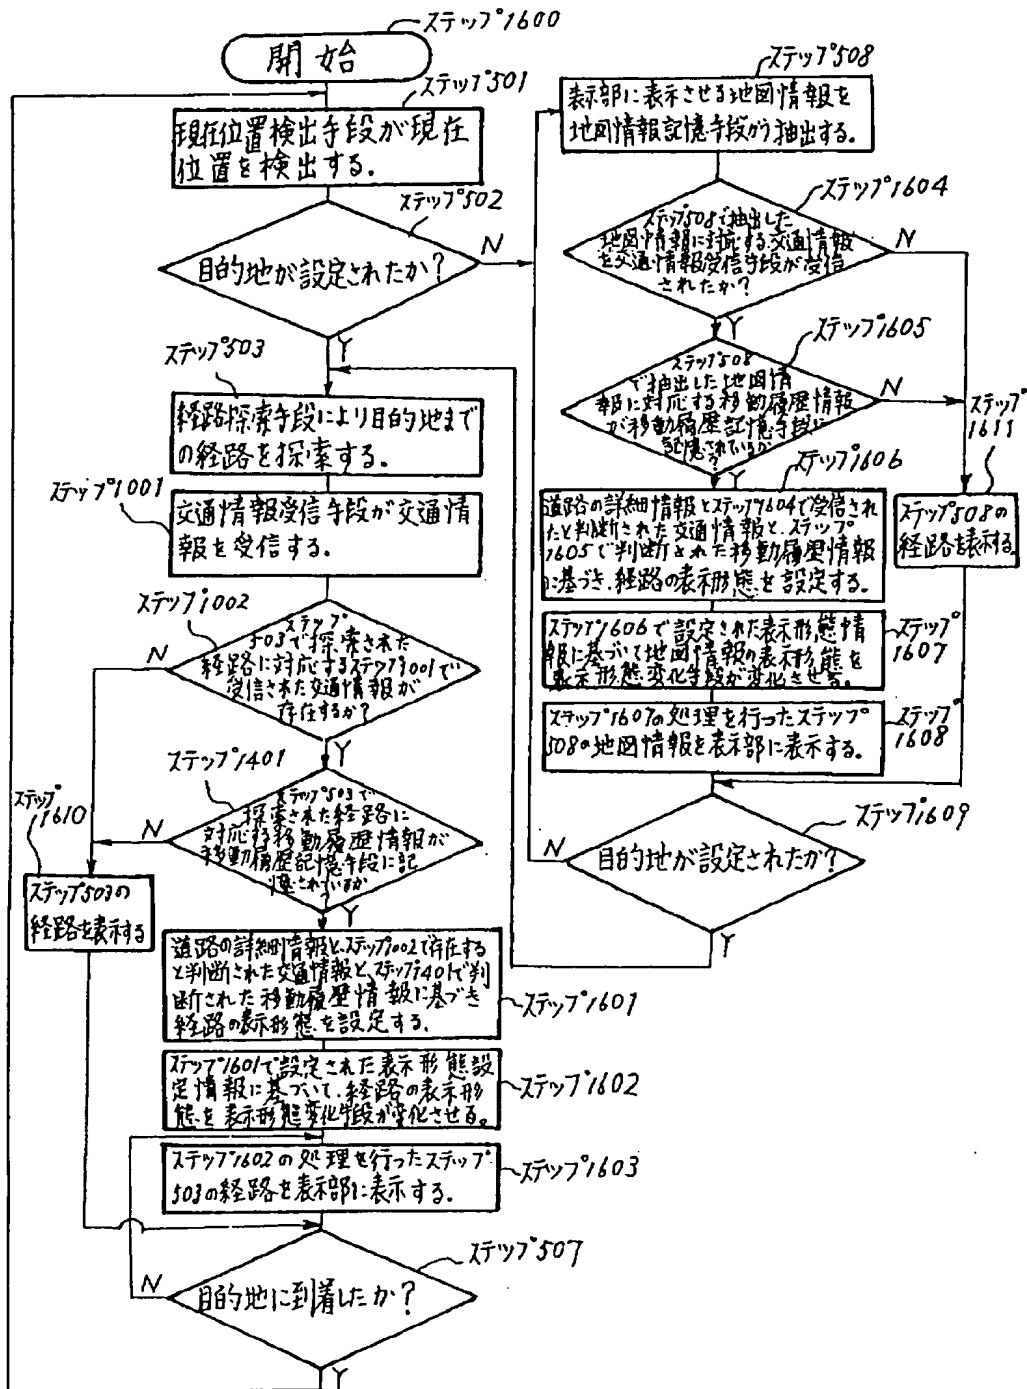 ステップ1600
開始
ステップ501
現在位置検出手段が現在
位置を検出する.
ステップ502
目的地が設定されたか?
N
Y
ステップ503
経路探索手段により目的地まで
の経路を探索する.
ステップ1001
交通情報受信手段が交通情
報を受信する.
ステップ1002
ステップ
503で探索された
経路に対応するステップ1001で
受信された交通情報が
存在するか?
N
Y
ステップ1401
ステップ503で
探索された経路に
対応する移動履歴情報が
移動履歴記憶手段に記
憶されているか
?
N
Y
ステップ
1610
ステップ503の
経路を表示する
道路の詳細情報とステップ1002で存在する
と判断された交通情報と,ステップ1401で判
断された移動履歴情報に基づき
経路の表示形態を設定する.
ステップ1601
ステップ1601で設定された表示形態設
定情報に基づいて,経路の表示形
態を表示形態変化手段が変化させる。
ステップ1602
ステップ1602の処理を行ったステップ
503の経路を表示部に表示する.
ステップ1603
ステップ507
目的地に到着したか?
N
Y
ステップ508
表示部に表示させる地図情報を
地図情報記憶手段がう抽出する.
ステップ1604
ステップ508で抽出した
地図情報に対応する交通情報
を交通情報受信手段が受信
されたか?
N
Y
ステップ1605
ステップ508
で抽出した地図情
報に対応する移動履歴情報
が移動履歴記憶手段に
記憶されているか
?
N
Y
ステップ
1611
ステップ508の
経路を表示する.
ステップ1606
道路の詳細情報とステップ1604で受信され
たと判断された交通情報と,ステップ
1605で判断された移動履歴情報
に基づき,経路の表示形態を設定する.
ステップ1606で設定された表示形態情
報に基づいて地図情報の表示形態を
表示形態変化手段が変化させる。
ステップ
1607
ステップ1607の処理を行ったステップ
508の地図情報を表示部に表示する.
ステップ
1608
ステップ1609
目的地が設定されたか?
N
Y